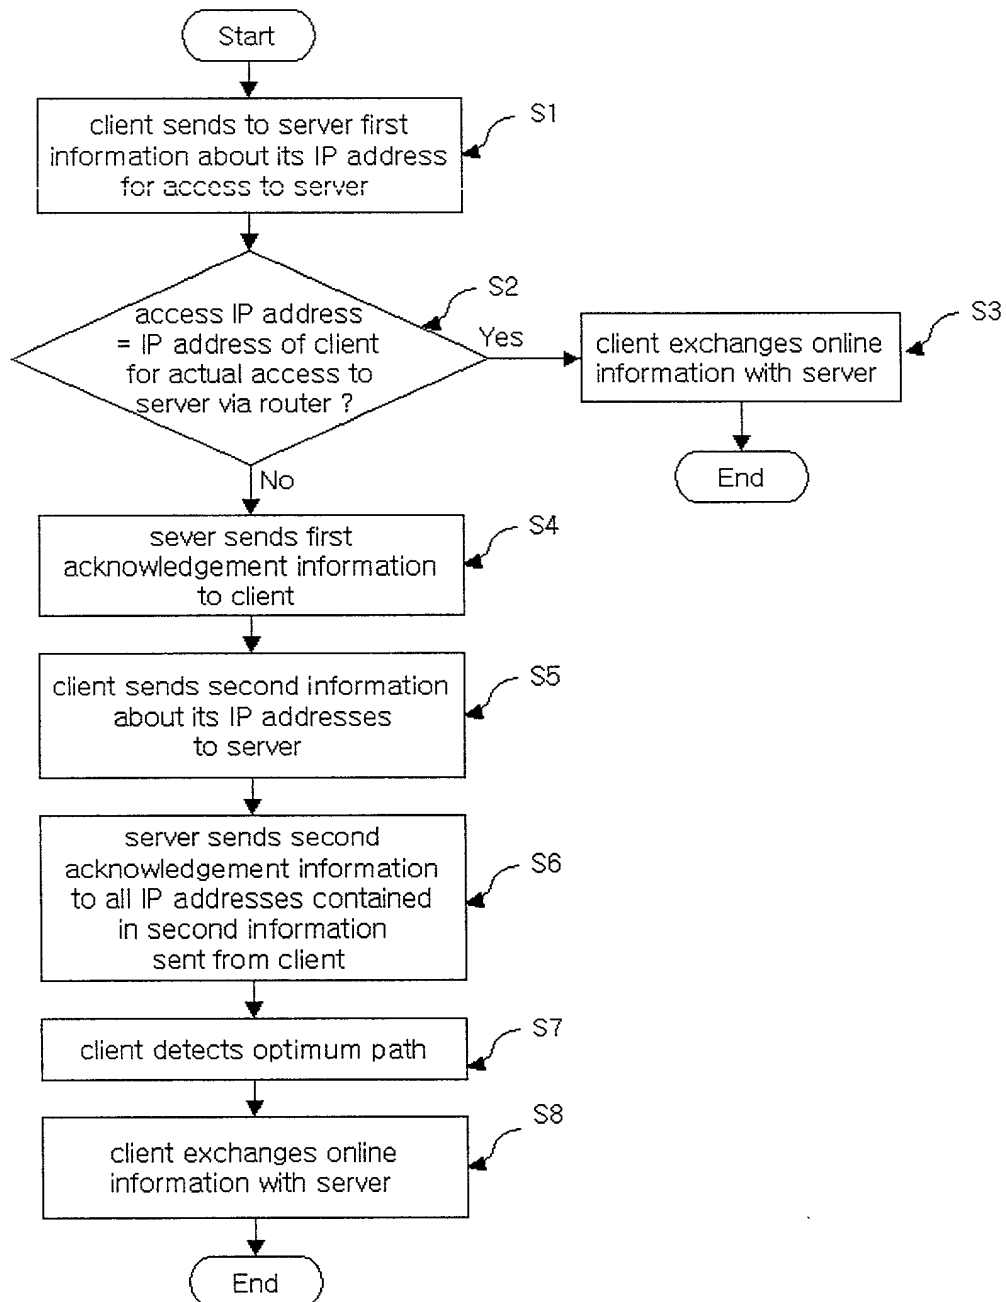 Start
client sends to server first
information about its IP address
for access to server
S1
access IP address
= IP address of client
for actual access to
server via router ?
S2
Yes
client exchanges online
information with server
S3
End
No
sever sends first
acknowledgement information
to client
S4
client sends second information
about its IP addresses
to server
S5
server sends second
acknowledgement information
to all IP addresses contained
in second information
sent from client
S6
client detects optimum path
S7
client exchanges online
information with server
S8
End